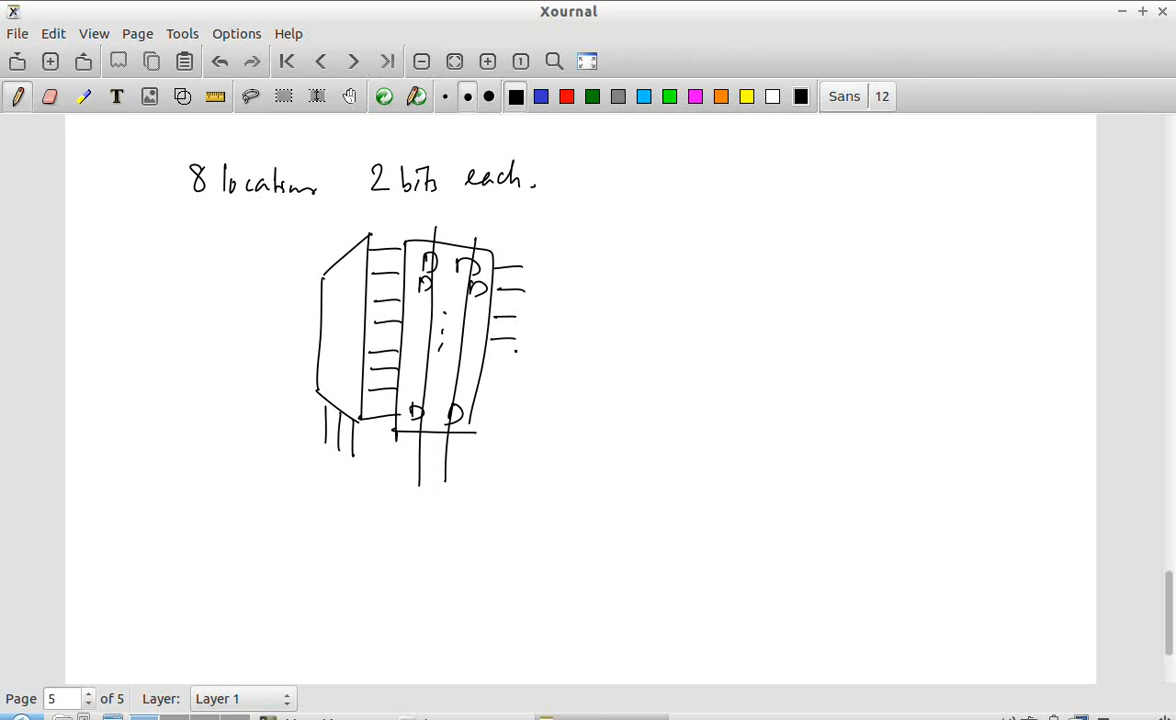 Xournal
File Edit View Page Tools Options Help
Sans 12
8 locations 2 bits each.
D D
D D
D D
Page 5 of 5 Layer: Layer 1